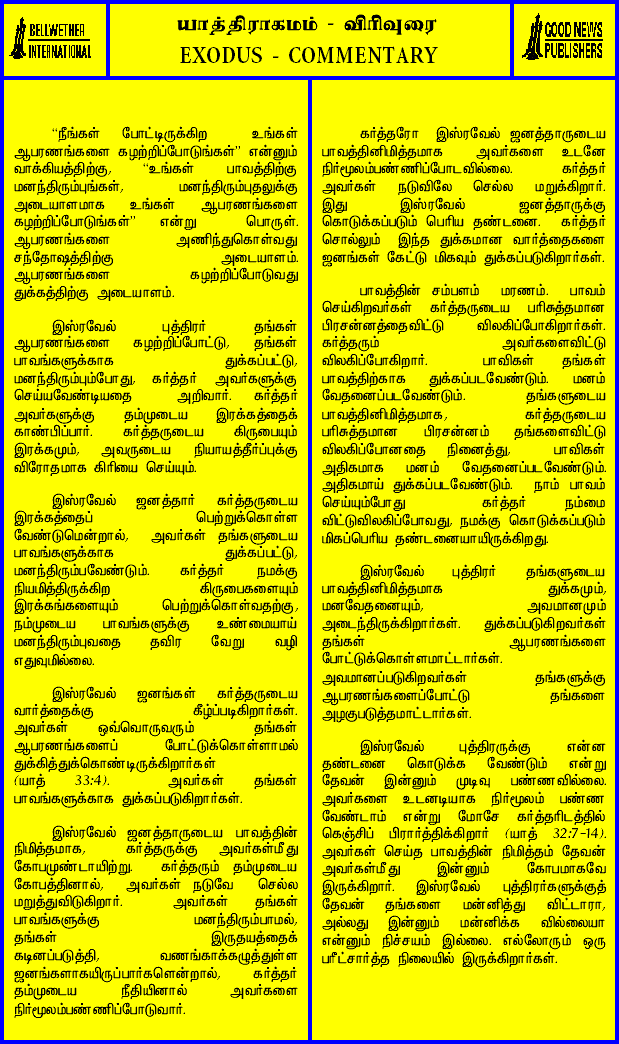 BELLWETHER
INTERNATIONAL
யாத்திராகமம் - விரிவுரை
EXODUS - COMMENTARY
GOOD NEWS
PUBLISHERS
“நீங்கள் போட்டிருக்கிற உங்கள்
ஆபரணங்களை கழற்றிப்போடுங்கள்” என்னும்
வாக்கியத்திற்கு, “உங்கள் பாவத்திற்கு
மனந்திரும்புங்கள், மனந்திரும்புதலுக்கு
அடையாளமாக உங்கள் ஆபரணங்களை
கழற்றிப்போடுங்கள்” என்று பொருள்.
ஆபரணங்களை அணிந்துகொள்வது
சந்தோஷத்திற்கு அடையாளம்.
ஆபரணங்களை கழற்றிப்போடுவது
துக்கத்திற்கு அடையாளம்.
இஸ்ரவேல் புத்திரர் தங்கள்
ஆபரணங்களை கழற்றிப்போட்டு, தங்கள்
பாவங்களுக்காக துக்கப்பட்டு,
மனந்திரும்பும்போது, கர்த்தர் அவர்களுக்கு
செய்யவேண்டியதை அறிவார். கர்த்தர்
அவர்களுக்கு தம்முடைய இரக்கத்தைக்
காண்பிப்பார். கர்த்தருடைய கிருபையும்
இரக்கமும், அவருடைய நியாயத்தீர்ப்புக்கு
விரோதமாக கிரியை செய்யும்.
இஸ்ரவேல் ஜனத்தார் கர்த்தருடைய
இரக்கத்தைப் பெற்றுக்கொள்ள
வேண்டுமென்றால், அவர்கள் தங்களுடைய
பாவங்களுக்காக துக்கப்பட்டு,
மனந்திரும்பவேண்டும். கர்த்தர் நமக்கு
நியமித்திருக்கிற கிருபைகளையும்
இரக்கங்களையும் பெற்றுக்கொள்வதற்கு,
நம்முடைய பாவங்களுக்கு உண்மையாய்
மனந்திரும்புவதை தவிர வேறு வழி
எதுவுமில்லை.
இஸ்ரவேல் ஜனங்கள் கர்த்தருடைய
வார்த்தைக்கு கீழ்ப்படிகிறார்கள்.
அவர்கள் ஒவ்வொருவரும் தங்கள்
ஆபரணங்களைப் போட்டுக்கொள்ளாமல்
துக்கித்துக்கொண்டிருக்கிறார்கள்
(யாத் 33:4). அவர்கள் தங்கள்
பாவங்களுக்காக துக்கப்படுகிறார்கள்.
இஸ்ரவேல் ஜனத்தாருடைய பாவத்தின்
நிமித்தமாக, கர்த்தருக்கு அவர்கள்மீது
கோபமுண்டாயிற்று. கர்த்தரும் தம்முடைய
கோபத்தினால், அவர்கள் நடுவே செல்ல
மறுத்துவிடுகிறார். அவர்கள் தங்கள்
பாவங்களுக்கு மனந்திரும்பாமல்,
தங்கள் இருதயத்தைக்
கடினப்படுத்தி, வணங்காக்கழுத்துள்ள
ஜனங்களாகயிருப்பார்களென்றால், கர்த்தர்
தம்முடைய நீதியினால் அவர்களை
நிர்மூலம்பண்ணிப்போடுவார்.
கர்த்தரோ இஸ்ரவேல் ஜனத்தாருடைய
பாவத்தினிமித்தமாக அவர்களை உடனே
நிர்மூலம்பண்ணிப்போடவில்லை. கர்த்தர்
அவர்கள் நடுவிலே செல்ல மறுக்கிறார்.
இது இஸ்ரவேல் ஜனத்தாருக்கு
கொடுக்கப்படும் பெரிய தண்டனை. கர்த்தர்
சொல்லும் இந்த துக்கமான வார்த்தைகளை
ஜனங்கள் கேட்டு மிகவும் துக்கப்படுகிறார்கள்.
பாவத்தின் சம்பளம் மரணம். பாவம்
செய்கிறவர்கள் கர்த்தருடைய பரிசுத்தமான
பிரசன்னத்தைவிட்டு விலகிப்போகிறார்கள்.
கர்த்தரும் அவர்களைவிட்டு
விலகிப்போகிறார். பாவிகள் தங்கள்
பாவத்திற்காக துக்கப்படவேண்டும். மனம்
வேதனைப்படவேண்டும். தங்களுடைய
பாவத்தினிமித்தமாக, கர்த்தருடைய
பரிசுத்தமான பிரசன்னம் தங்களைவிட்டு
விலகிப்போனதை நினைத்து, பாவிகள்
அதிகமாக மனம் வேதனைப்படவேண்டும்.
அதிகமாய் துக்கப்படவேண்டும். நாம் பாவம்
செய்யும்போது கர்த்தர் நம்மை
விட்டுவிலகிப்போவது, நமக்கு கொடுக்கப்படும்
மிகப்பெரிய தண்டனையாயிருக்கிறது.
இஸ்ரவேல் புத்திரர் தங்களுடைய
பாவத்தினிமித்தமாக துக்கமும்,
மனவேதனையும், அவமானமும்
அடைந்திருக்கிறார்கள். துக்கப்படுகிறவர்கள்
தங்கள் ஆபரணங்களை
போட்டுக்கொள்ளமாட்டார்கள்.
அவமானப்படுகிறவர்கள் தங்களுக்கு
ஆபரணங்களைப்போட்டு தங்களை
அழகுபடுத்தமாட்டார்கள்.
இஸ்ரவேல் புத்திரருக்கு என்ன
தண்டனை கொடுக்க வேண்டும் என்று
தேவன் இன்னும் முடிவு பண்ணவில்லை.
அவர்களை உடனடியாக நிர்மூலம் பண்ண
வேண்டாம் என்று மோசே கர்த்தரிடத்தில்
கெஞ்சிப் பிரார்த்திக்கிறார் (யாத் 32:7-14).
அவர்கள் செய்த பாவத்தின் நிமித்தம் தேவன்
அவர்கள்மீது இன்னும் கோபமாகவே
இருக்கிறார். இஸ்ரவேல் புத்திரர்களுக்குத்
தேவன் தங்களை மன்னித்து விட்டாரா,
அல்லது இன்னும் மன்னிக்க வில்லையா
என்னும் நிச்சயம் இல்லை. எல்லோரும் ஒரு
பரீட்சார்த்த நிலையில் இருக்கிறார்கள்.